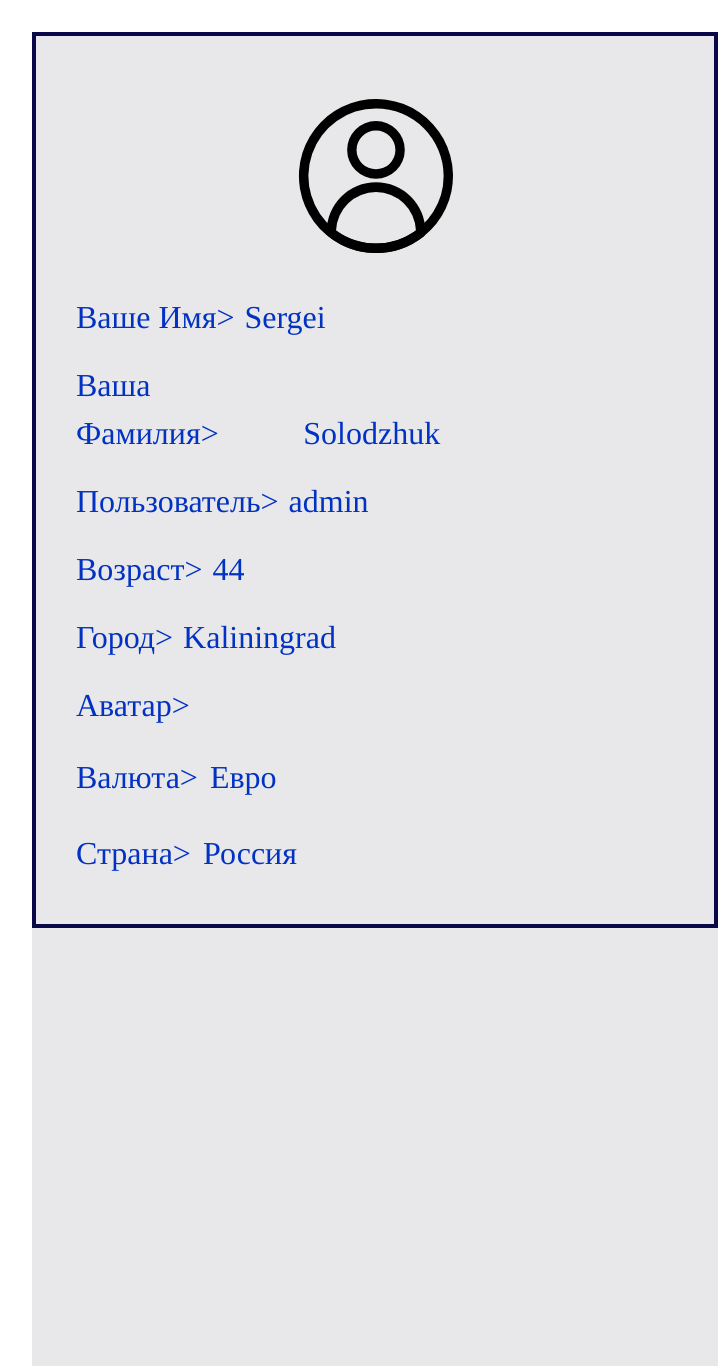 Ваше Имя> Sergei
Ваша
Фамилия> Solodzhuk
Пользователь> admin
Возраст> 44
Город> Kaliningrad
Аватар>
Валюта> Евро
Страна> Россия